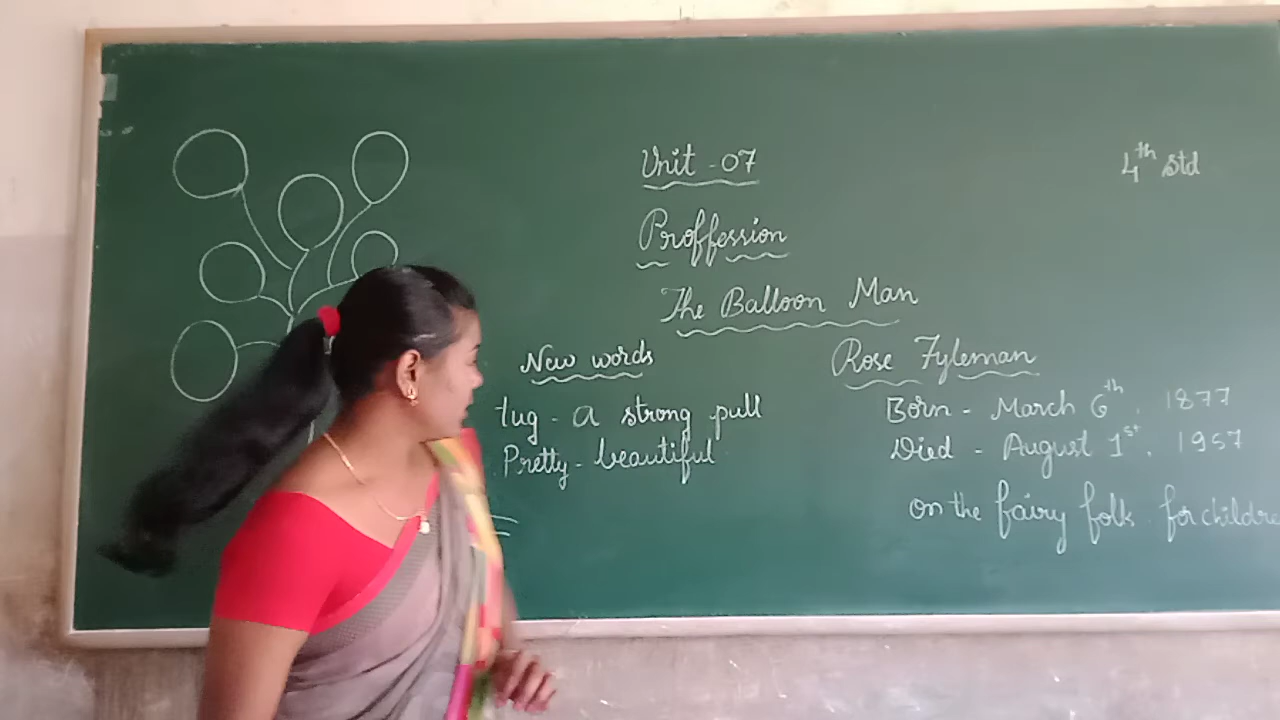 Unit - 07
4th Std
Proffession
The Balloon Man
New words
tug - a strong pull
Pretty - beautiful
Rose Fyleman
Born - March 6th. 1877
Died - August 1st. 1957
on the fairy folks for childre